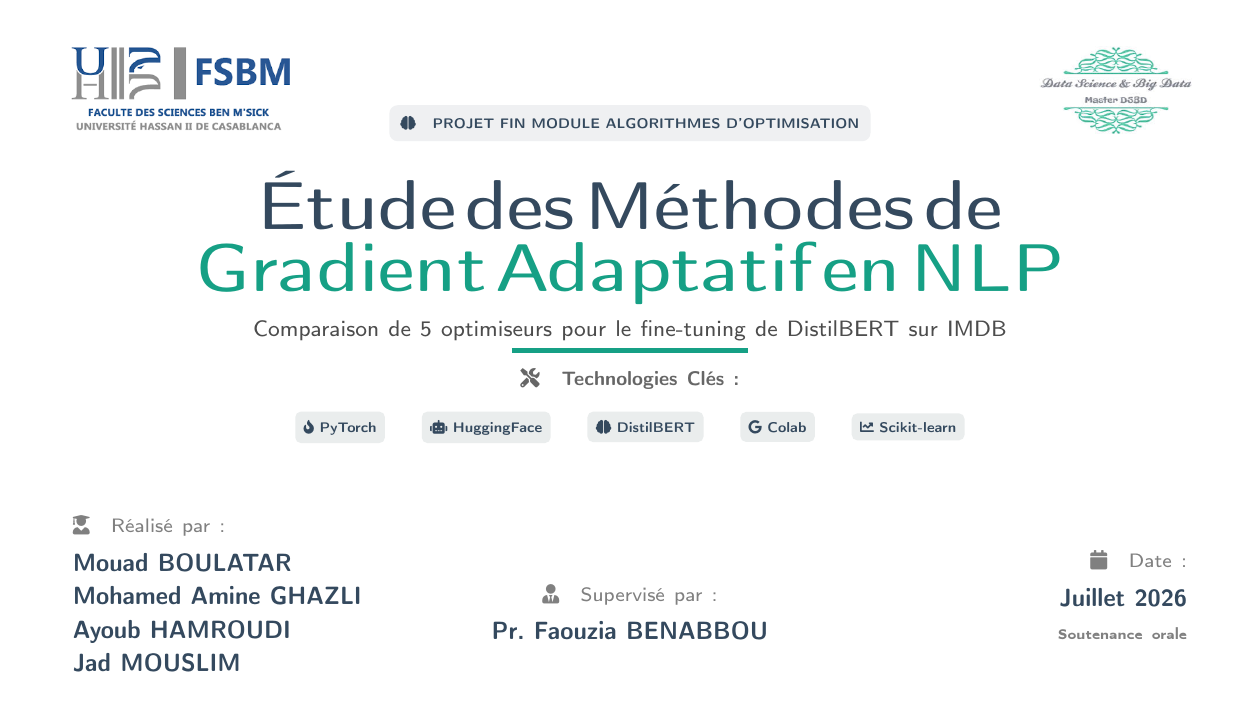 FSBM
FACULTE DES SCIENCES BEN M'SICK
UNIVERSITÉ HASSAN II DE CASABLANCA
Data Science & Big Data
Master DSBD
PROJET FIN MODULE ALGORITHMES D'OPTIMISATION
Étude des Méthodes de
Gradient Adaptatif en NLP
Comparaison de 5 optimiseurs pour le fine-tuning de DistilBERT sur IMDB
Technologies Clés :
PyTorch HuggingFace DistilBERT Colab Scikit-learn
Réalisé par :
Mouad BOULATAR
Mohamed Amine GHAZLI
Ayoub HAMROUDI
Jad MOUSLIM
Supervisé par :
Pr. Faouzia BENABBOU
Date :
Juillet 2026
Soutenance orale